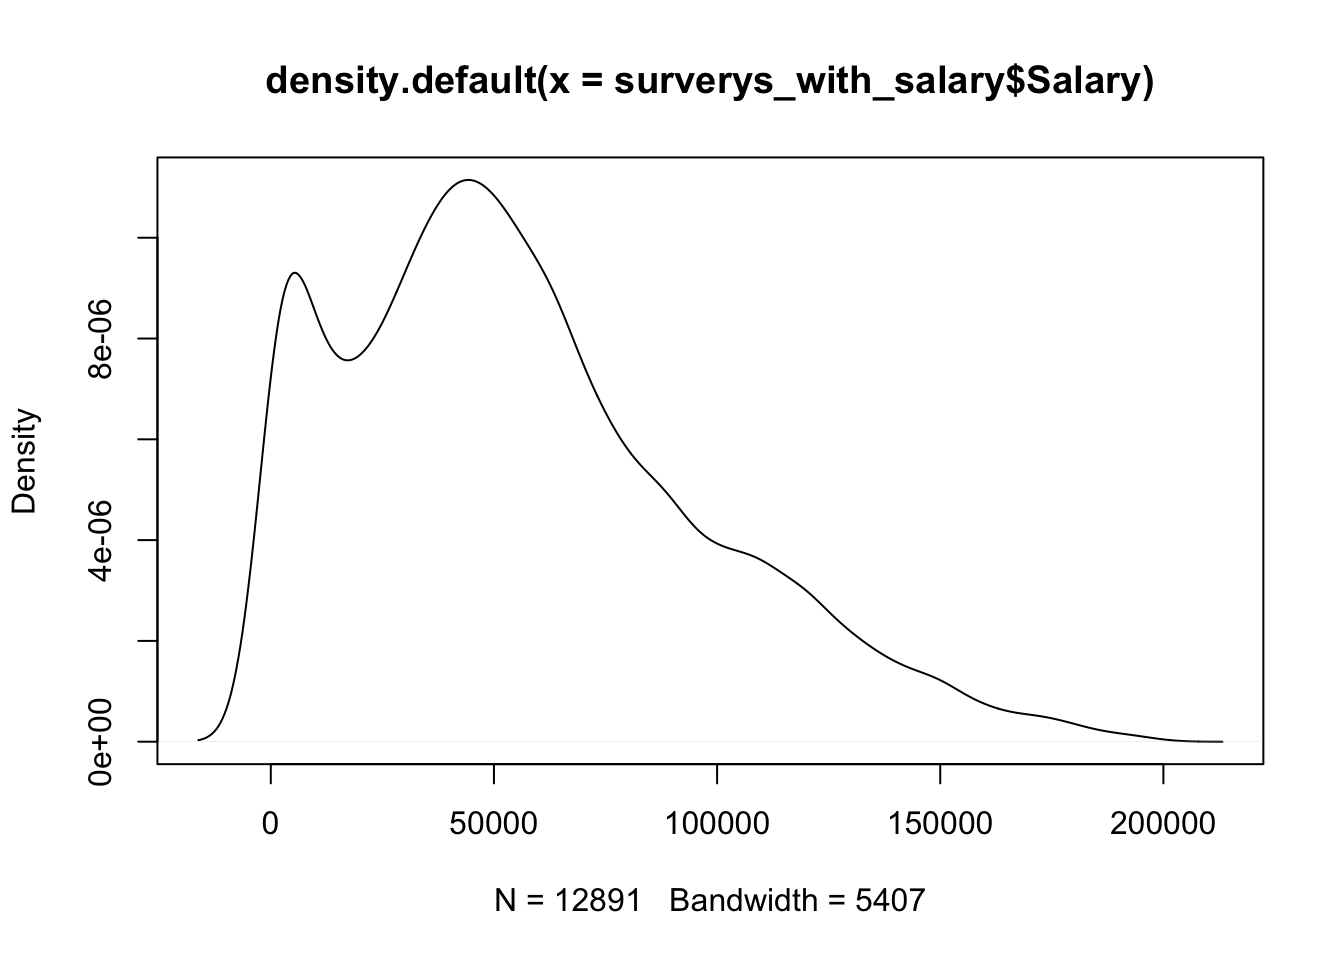 density.default(x = surverys_with_salary$Salary)
Density
8e-06
4e-06
0e+00
0 50000 100000 150000 200000
N = 12891 Bandwidth = 5407